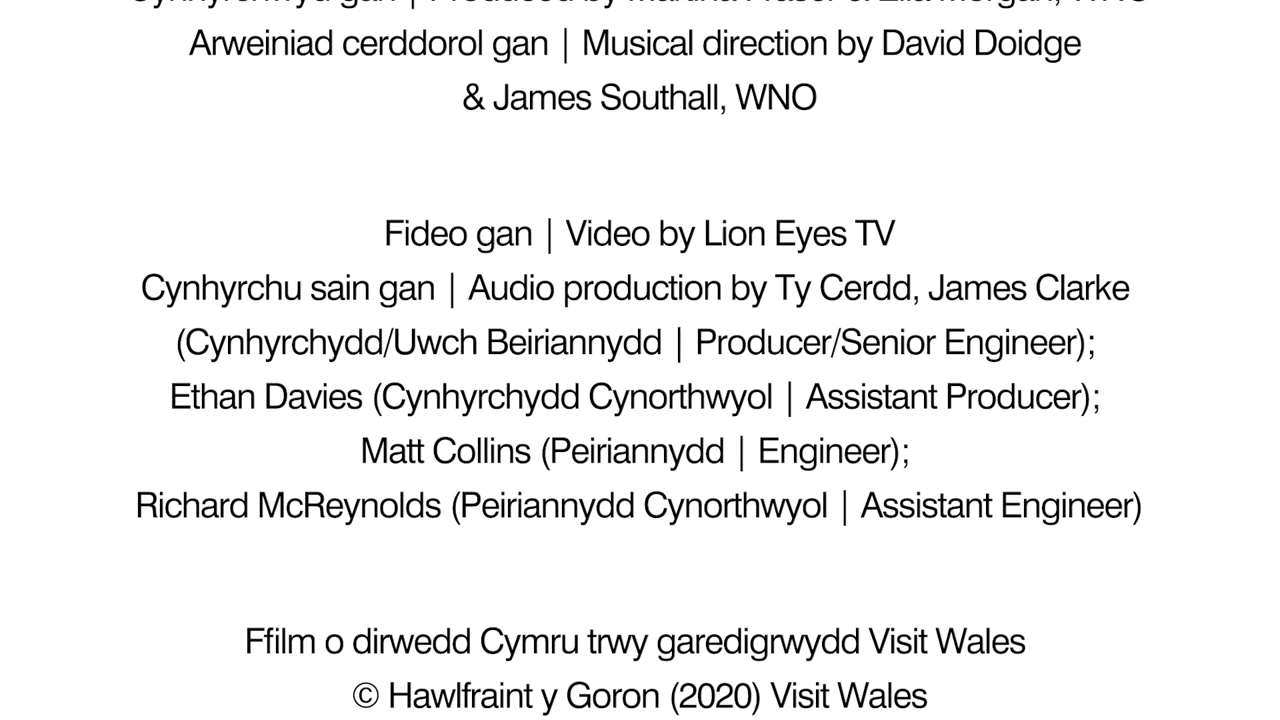 Arweiniad cerddorol gan | Musical direction by David Doidge
& James Southall, WNO
Fideo gan | Video by Lion Eyes TV
Cynhyrchu sain gan | Audio production by Ty Cerdd, James Clarke
(Cynhyrchydd/Uwch Beiriannydd | Producer/Senior Engineer);
Ethan Davies (Cynhyrchydd Cynorthwyol | Assistant Producer);
Matt Collins (Peiriannydd | Engineer);
Richard McReynolds (Peiriannydd Cynorthwyol | Assistant Engineer)
Ffilm o dirwedd Cymru trwy garedigrwydd Visit Wales
© Hawlfraint y Goron (2020) Visit Wales